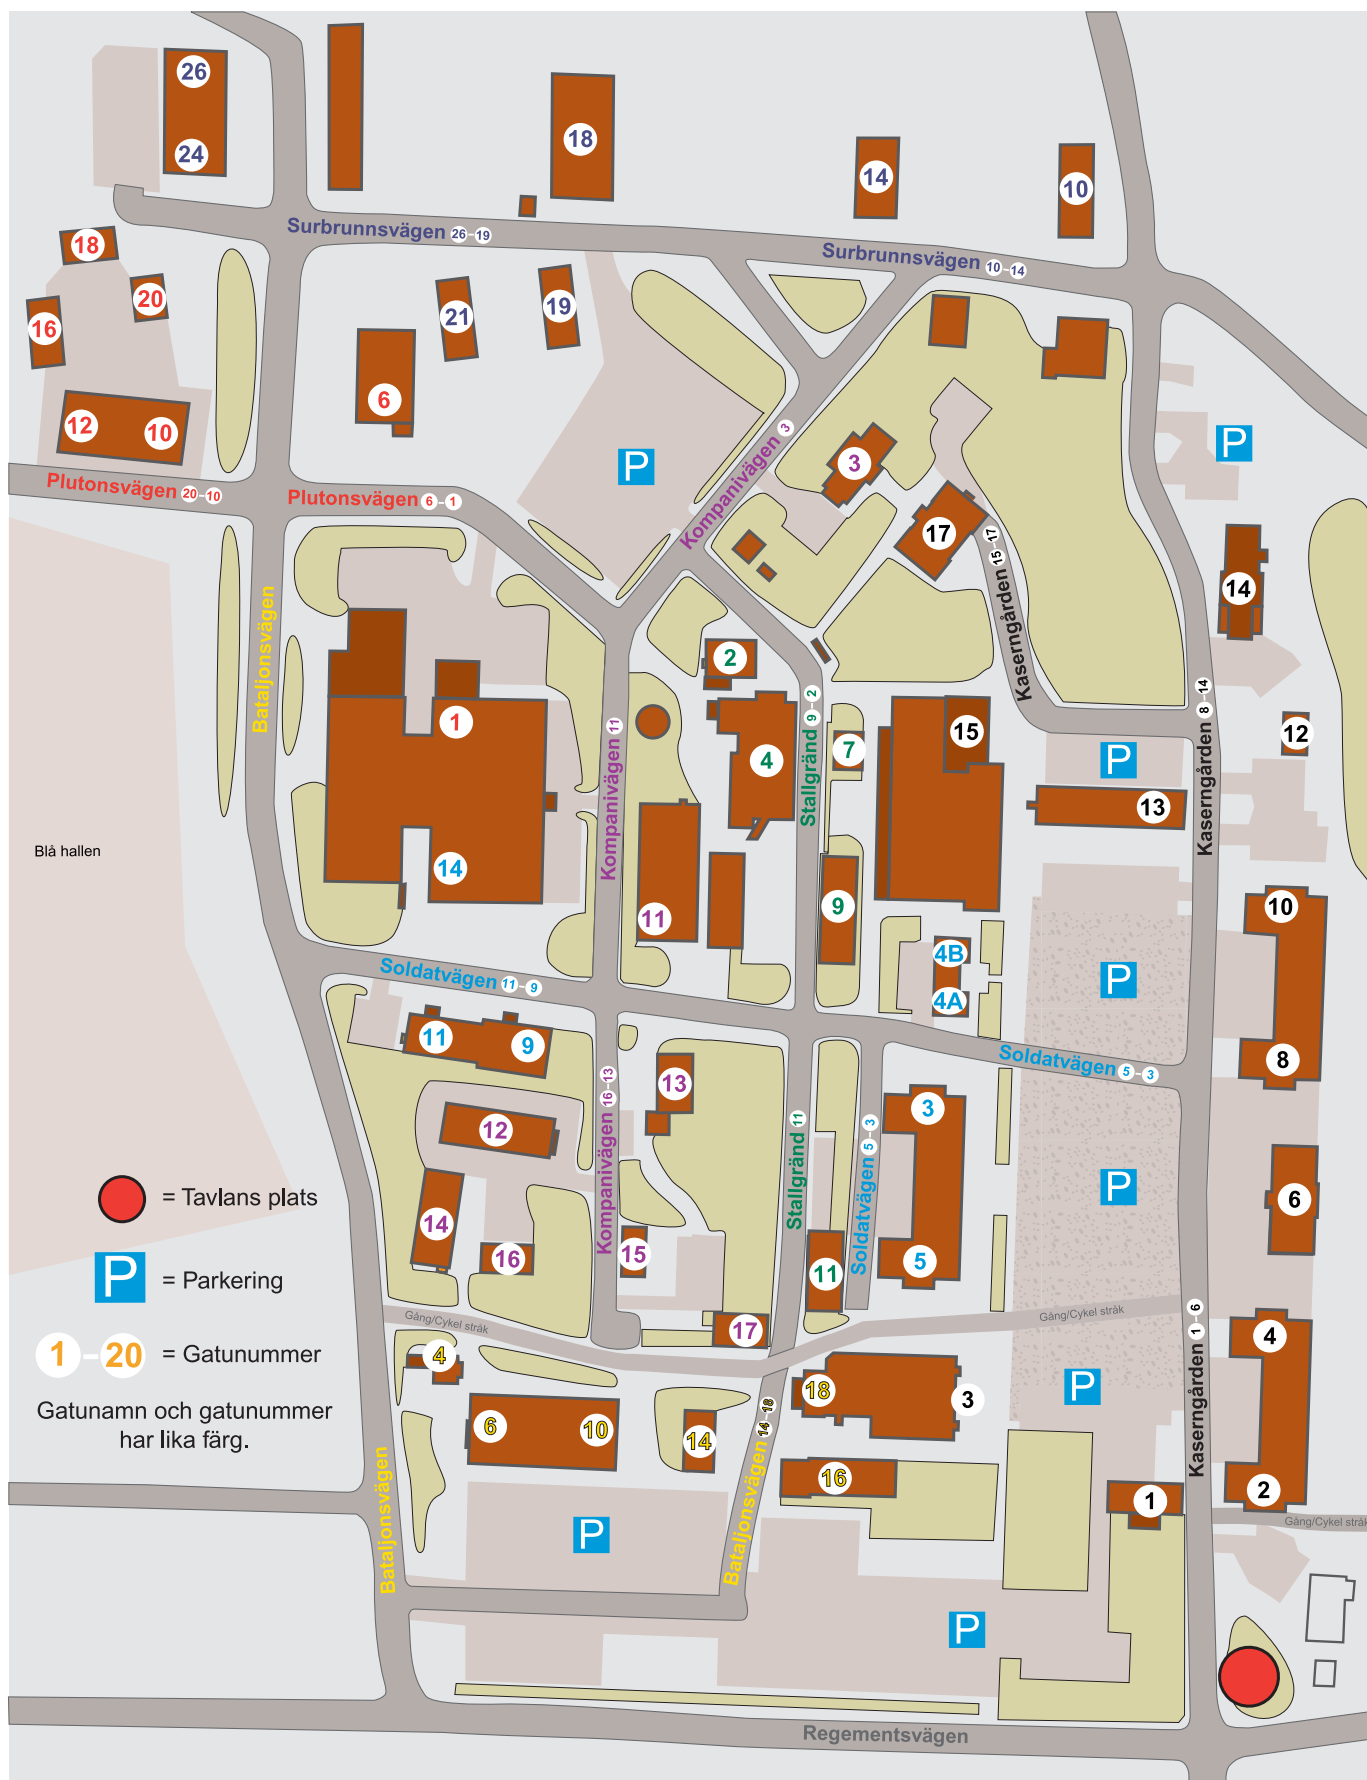 26
24
18
14
10
Surbrunnsvägen 26–19
Surbrunnsvägen 10–14
18
20
16
21
19
6
12
10
P
P
Kompanivägen 3
3
17
Plutonsvägen 20–10
Plutonsvägen 6–1
Kaserngården 15–17
14
Bataljonsvägen
2
1
Kompanivägen 11
4
Stallgränd 9–2
7
15
P
Kaserngården 8–14
12
13
Blå hallen
14
11
9
10
Soldatvägen 11–9
4B
4A
P
11
9
8
Soldatvägen 5–3
Kompanivägen 16–13
13
12
Stallgränd 11
Soldatvägen 5–3
3
P
6
14
16
15
11
5
= Tavlans plats
P = Parkering
1–20 = Gatunummer
Gatunamn och gatunummer
har lika färg.
Gång/Cykel stråk
Gång/Cykel stråk
17
Kaserngården 1–6
4
4
18
3
P
6
10
14
Bataljonsvägen 14–18
16
1
2
Bataljonsvägen
P
Gång/Cykel stråk
P
Regementsvägen